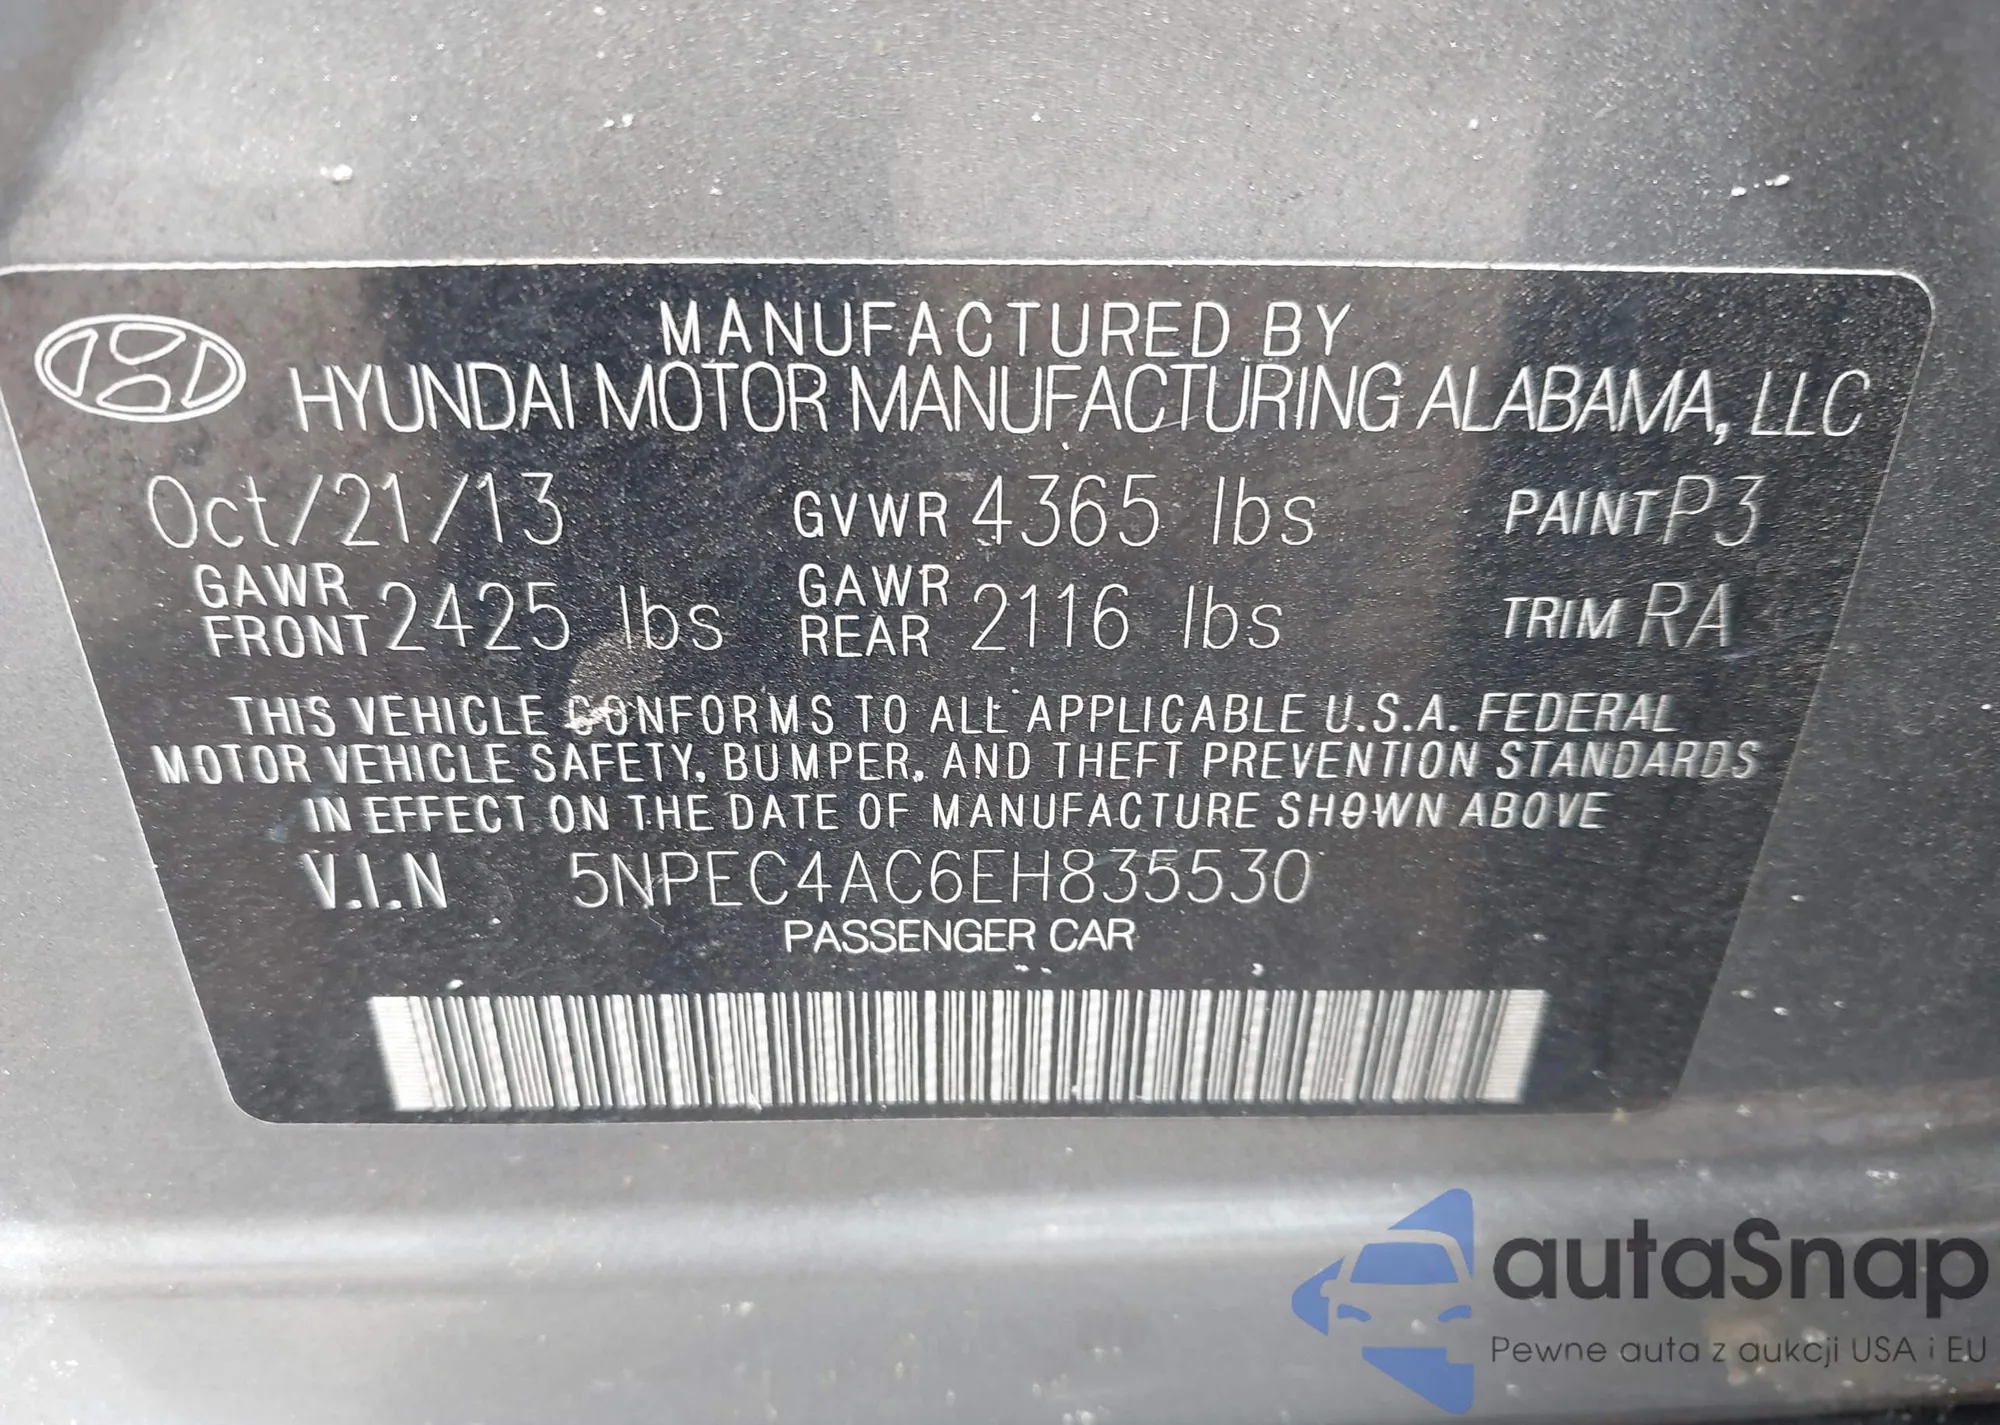 MANUFACTURED BY
HYUNDAI MOTOR MANUFACTURING ALABAMA, LLC
Oct/21/13 GVWR 4365 lbs PAINT P3
GAWR FRONT 2425 lbs GAWR REAR 2116 lbs TRIM RA
THIS VEHICLE CONFORMS TO ALL APPLICABLE U.S.A. FEDERAL
MOTOR VEHICLE SAFETY, BUMPER, AND THEFT PREVENTION STANDARDS
IN EFFECT ON THE DATE OF MANUFACTURE SHOWN ABOVE
V.I.N 5NPEC4AC6EH835530
PASSENGER CAR
autaSnap
Pewne auta z aukcji USA i EU